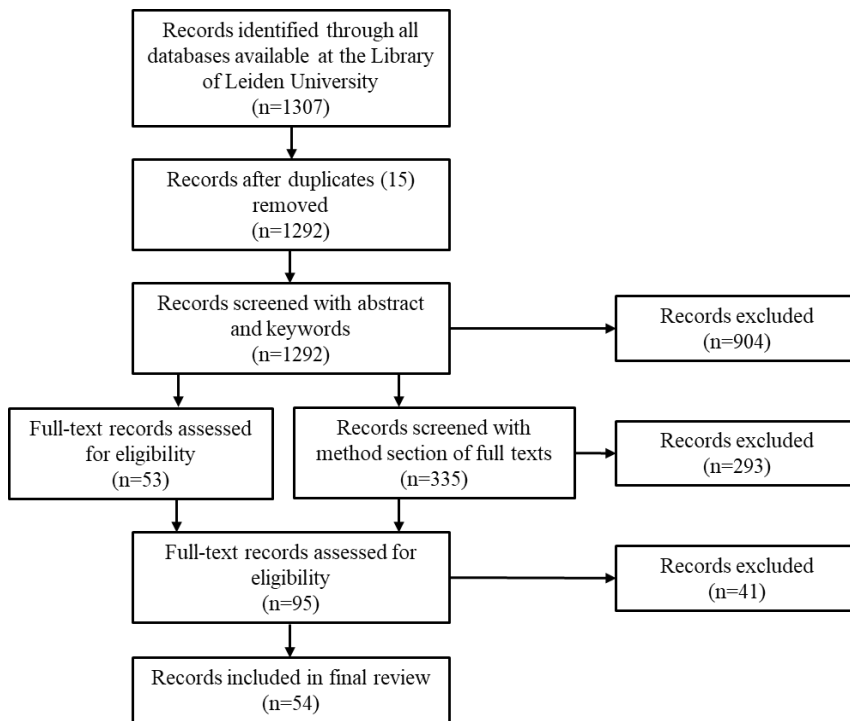 Records identified through all
databases available at the Library
of Leiden University
(n=1307)
Records after duplicates (15)
removed
(n=1292)
Records screened with abstract
and keywords
(n=1292)
Records excluded
(n=904)
Full-text records assessed
for eligibility
(n=53)
Records screened with
method section of full texts
(n=335)
Records excluded
(n=293)
Full-text records assessed for
eligibility
(n=95)
Records excluded
(n=41)
Records included in final review
(n=54)